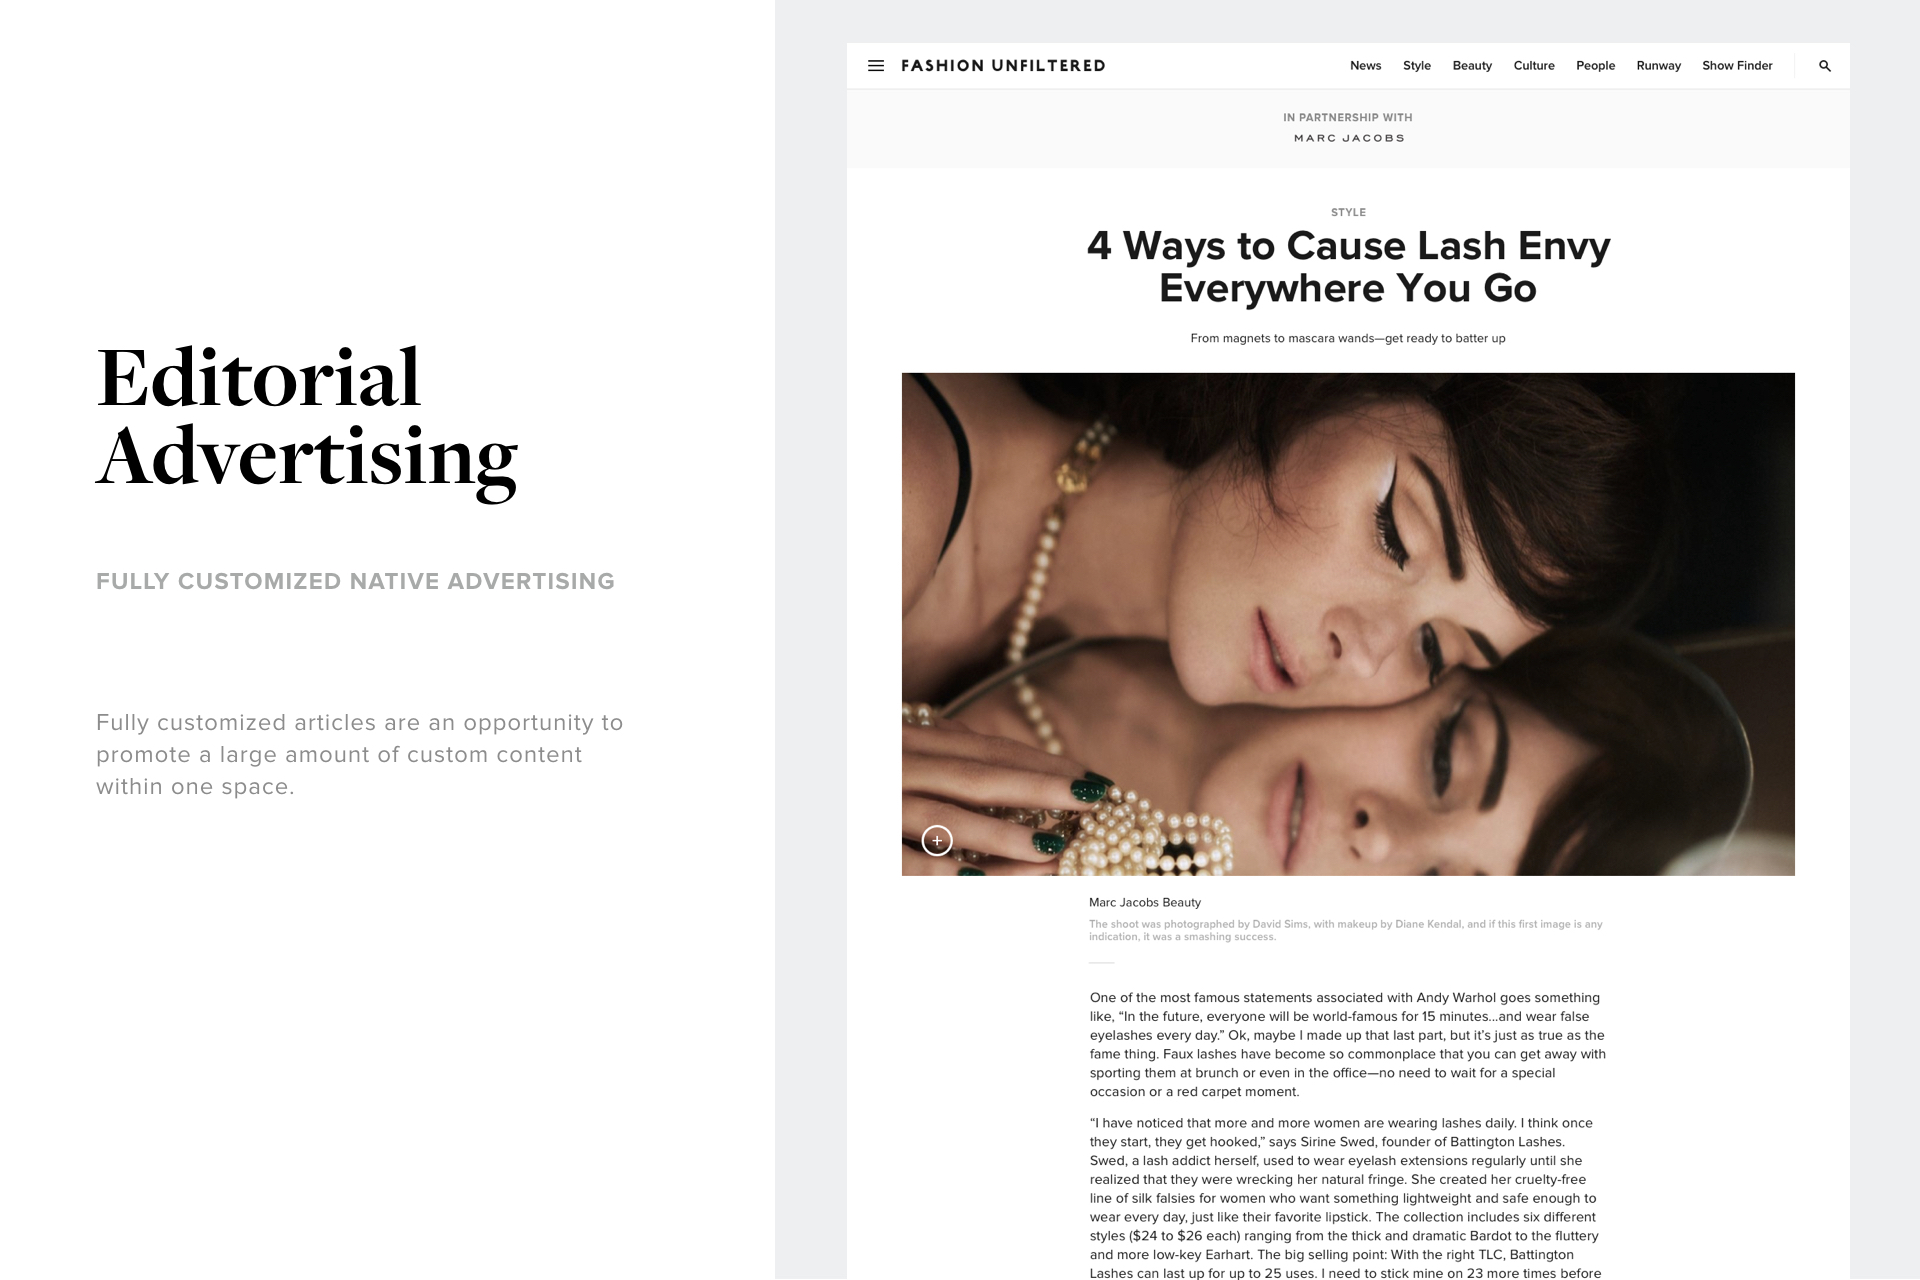 Editorial
Advertising
FULLY CUSTOMIZED NATIVE ADVERTISING
Fully customized articles are an opportunity to
promote a large amount of custom content
within one space.
FASHION UNFILTERED
News Style Beauty Culture People Runway Show Finder
IN PARTNERSHIP WITH
MARC JACOBS
STYLE
4 Ways to Cause Lash Envy
Everywhere You Go
From magnets to mascara wands—get ready to batter up
Marc Jacobs Beauty
The shoot was photographed by David Sims, with makeup by Diane Kendal, and if this first image is any
indication, it was a smashing success.
One of the most famous statements associated with Andy Warhol goes something
like, “In the future, everyone will be world-famous for 15 minutes...and wear false
eyelashes every day.” Ok, maybe I made up that last part, but it’s just as true as the
fame thing. Faux lashes have become so commonplace that you can get away with
sporting them at brunch or even in the office—no need to wait for a special
occasion or a red carpet moment.
“I have noticed that more and more women are wearing lashes daily. I think once
they start, they get hooked,” says Sirine Swed, founder of Battington Lashes.
Swed, a lash addict herself, used to wear eyelash extensions regularly until she
realized that they were wrecking her natural fringe. She created her cruelty-free
line of silk falsies for women who want something lightweight and safe enough to
wear every day, just like their favorite lipstick. The collection includes six different
styles ($24 to $26 each) ranging from the thick and dramatic Bardot to the fluttery
and more low-key Earhart. The big selling point: With the right TLC, Battington
Lashes can last up for up to 25 uses. I need to stick mine on 23 more times before